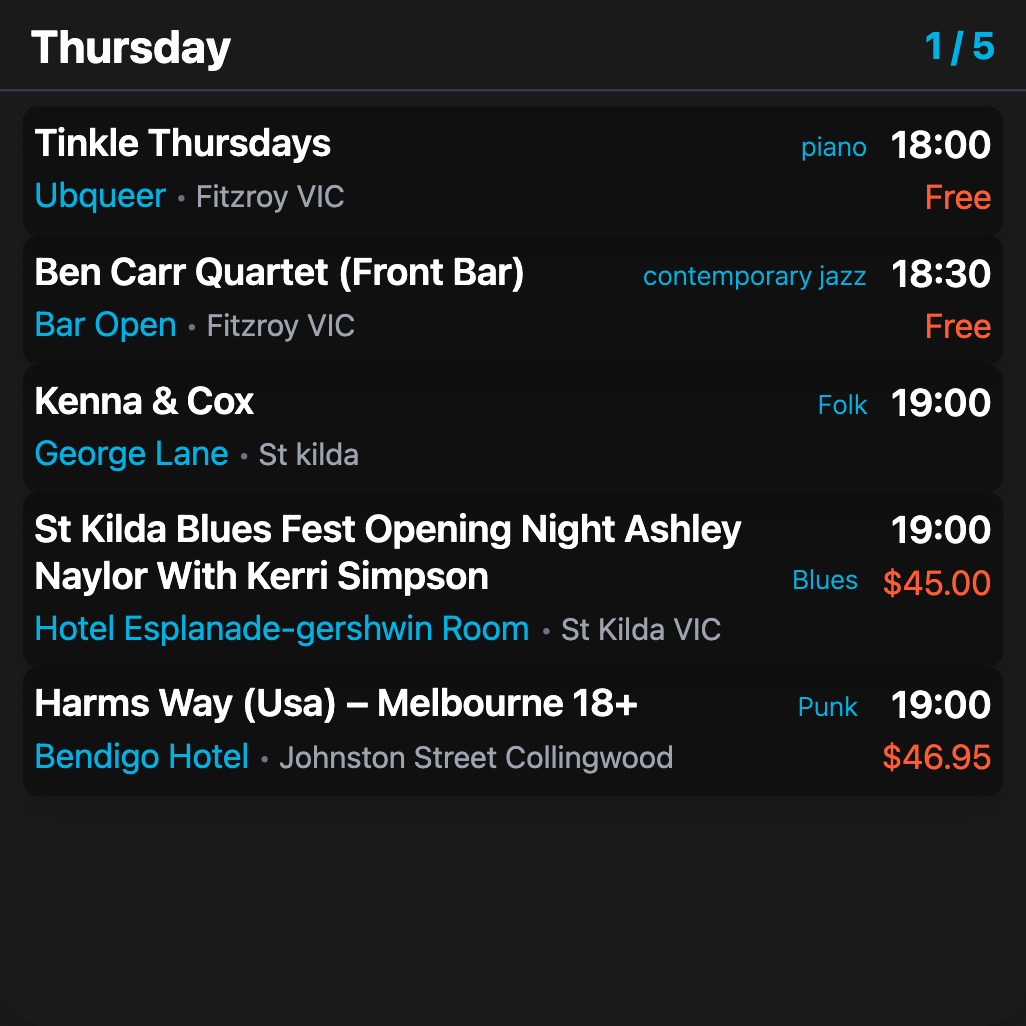 Thursday 1 / 5
Tinkle Thursdays piano 18:00
Ubqueer • Fitzroy VIC Free
Ben Carr Quartet (Front Bar) contemporary jazz 18:30
Bar Open • Fitzroy VIC Free
Kenna & Cox Folk 19:00
George Lane • St kilda
St Kilda Blues Fest Opening Night Ashley 19:00
Naylor With Kerri Simpson Blues $45.00
Hotel Esplanade-gershwin Room • St Kilda VIC
Harms Way (Usa) – Melbourne 18+ Punk 19:00
Bendigo Hotel • Johnston Street Collingwood $46.95